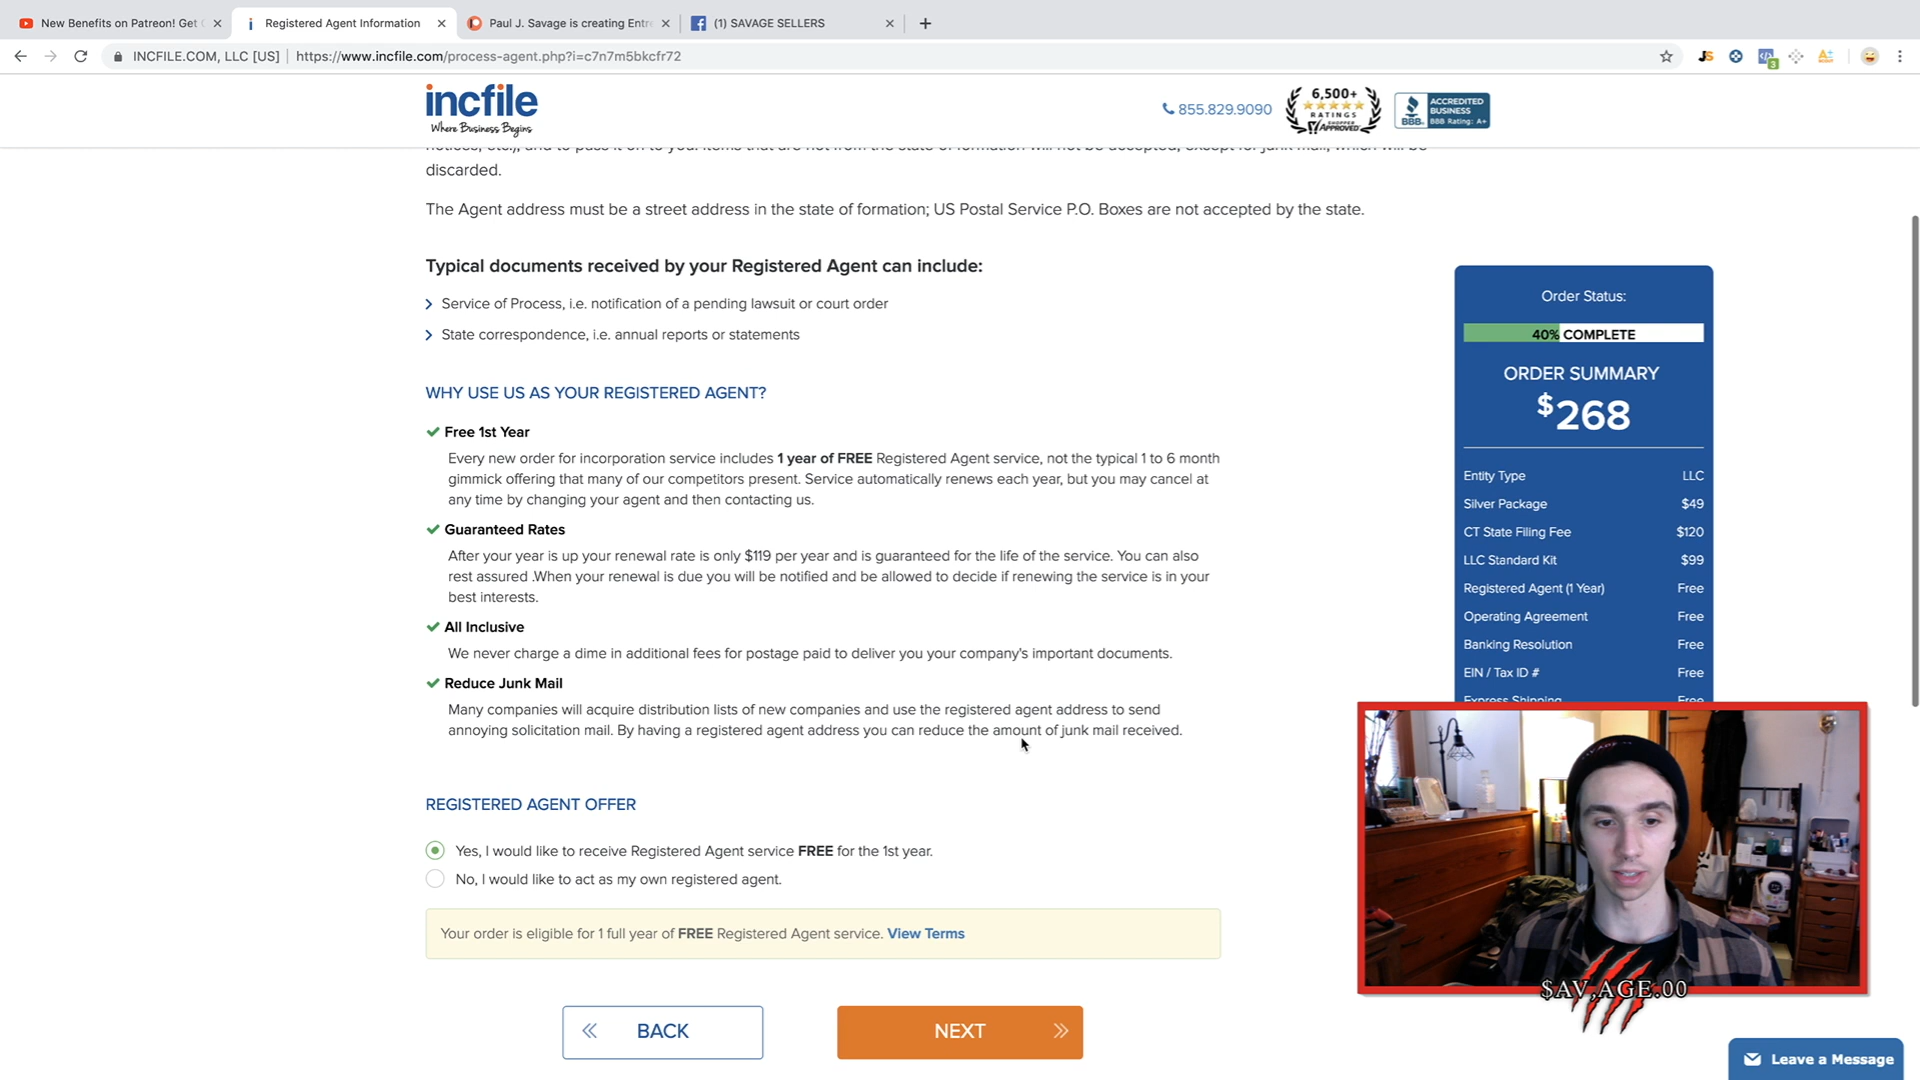 New Benefits on Patreon! Get
Registered Agent Information
Paul J. Savage is creating Entre
(1) SAVAGE SELLERS
INCFILE.COM, LLC [US] | https://www.incfile.com/process-agent.php?i=c7n7m5bkcfr72
incfile
Where Business Begins
855.829.9090
6,500+
RATINGS
SHOPPER APPROVED
BBB
ACCREDITED
BUSINESS
BBB Rating: A+
discarded.
The Agent address must be a street address in the state of formation; US Postal Service P.O. Boxes are not accepted by the state.
Typical documents received by your Registered Agent can include:
Service of Process, i.e. notification of a pending lawsuit or court order
State correspondence, i.e. annual reports or statements
WHY USE US AS YOUR REGISTERED AGENT?
Free 1st Year
Every new order for incorporation service includes 1 year of FREE Registered Agent service, not the typical 1 to 6 month
gimmick offering that many of our competitors present. Service automatically renews each year, but you may cancel at
any time by changing your agent and then contacting us.
Guaranteed Rates
After your year is up your renewal rate is only $119 per year and is guaranteed for the life of the service. You can also
rest assured .When your renewal is due you will be notified and be allowed to decide if renewing the service is in your
best interests.
All Inclusive
We never charge a dime in additional fees for postage paid to deliver you your company's important documents.
Reduce Junk Mail
Many companies will acquire distribution lists of new companies and use the registered agent address to send
annoying solicitation mail. By having a registered agent address you can reduce the amount of junk mail received.
REGISTERED AGENT OFFER
Yes, I would like to receive Registered Agent service FREE for the 1st year.
No, I would like to act as my own registered agent.
Your order is eligible for 1 full year of FREE Registered Agent service. View Terms
BACK
NEXT
Order Status:
40% COMPLETE
ORDER SUMMARY
$268
Entity Type LLC
Silver Package $49
CT State Filing Fee $120
LLC Standard Kit $99
Registered Agent (1 Year) Free
Operating Agreement Free
Banking Resolution Free
EIN / Tax ID # Free
Express Shipping Free
$AV,AGE.00
Leave a Message